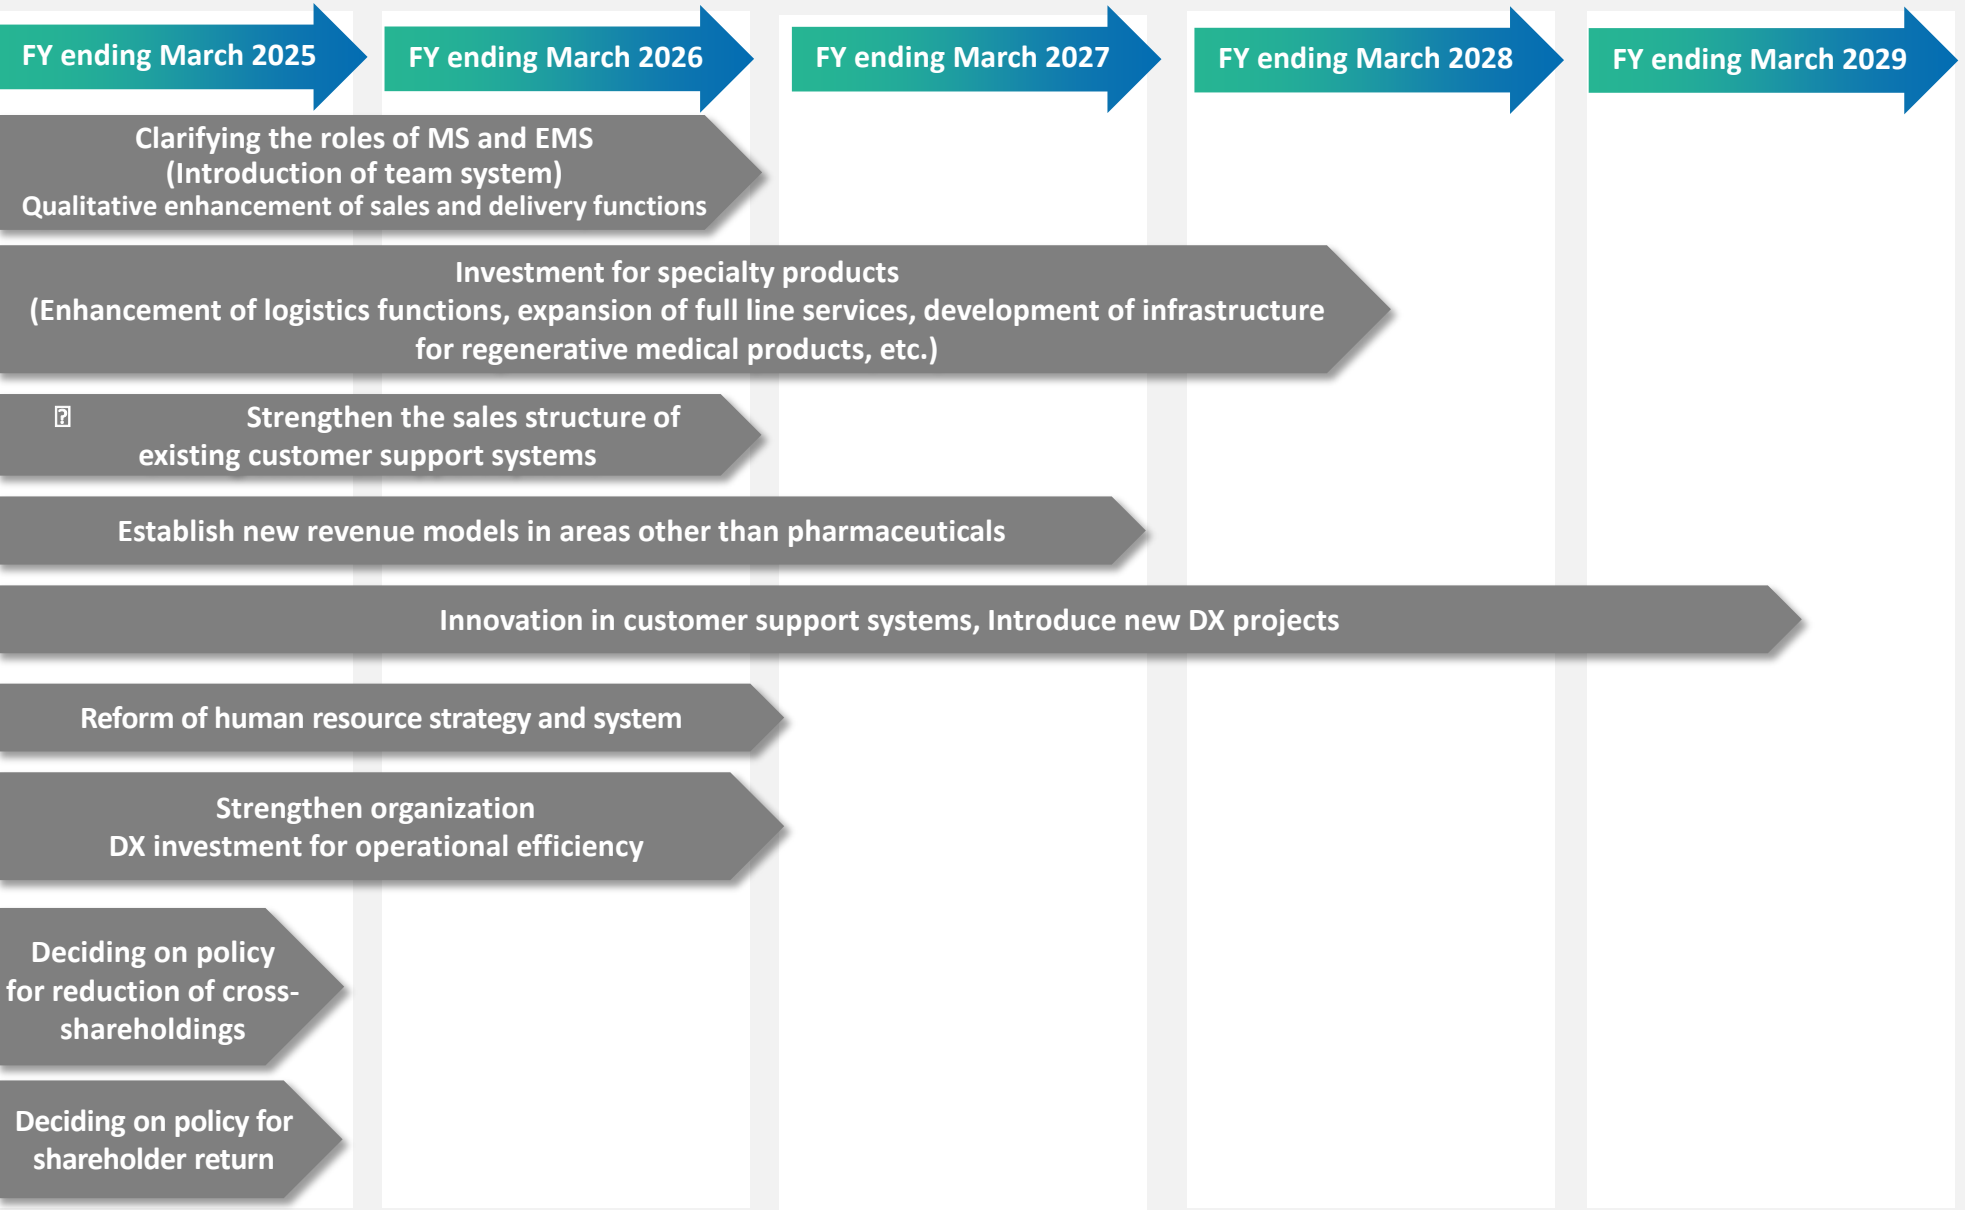 FY ending March 2025
FY ending March 2026
FY ending March 2027
FY ending March 2028
FY ending March 2029
Clarifying the roles of MS and EMS
(Introduction of team system)
Qualitative enhancement of sales and delivery functions
Investment for specialty products
(Enhancement of logistics functions, expansion of full line services, development of infrastructure
for regenerative medical products, etc.)
Strengthen the sales structure of
existing customer support systems
Establish new revenue models in areas other than pharmaceuticals
Innovation in customer support systems, Introduce new DX projects
Reform of human resource strategy and system
Strengthen organization
DX investment for operational efficiency
Deciding on policy
for reduction of cross-
shareholdings
Deciding on policy for
shareholder return